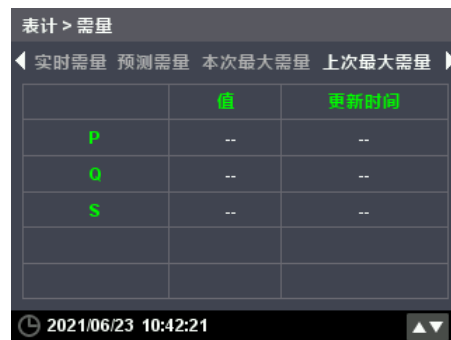 表计 > 需量
实时需量 预测需量 本次最大需量 上次最大需量
值 更新时间
P -- --
Q -- --
S -- --
2021/06/23 10:42:21